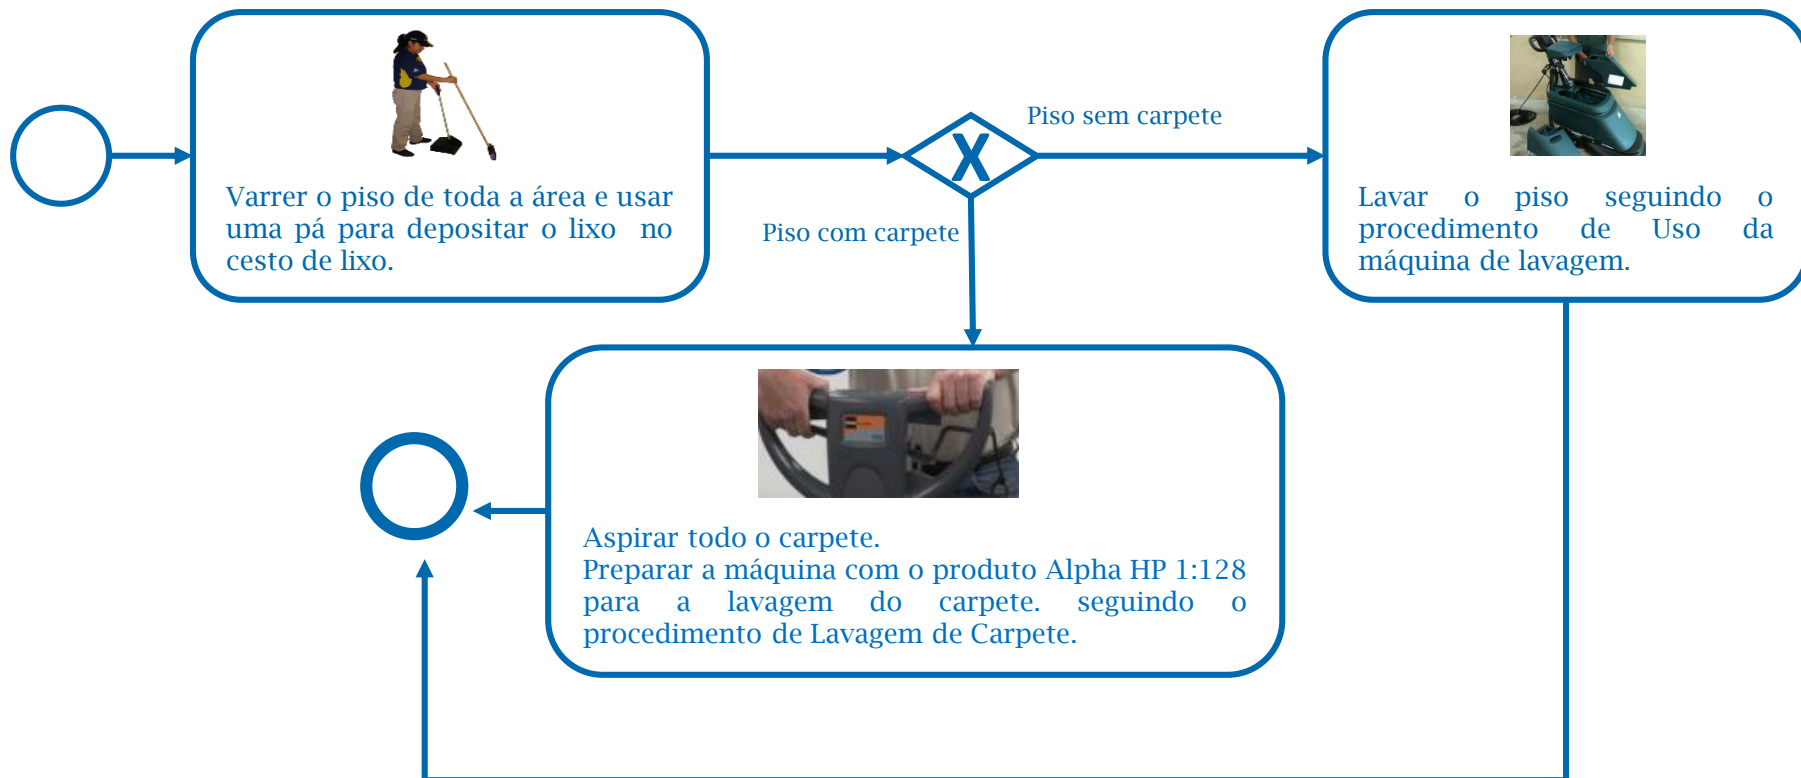 Varrer o piso de toda a área e usar
uma pá para depositar o lixo no
cesto de lixo.
X
Piso sem carpete
Piso com carpete
Lavar o piso seguindo o
procedimento de Uso da
máquina de lavagem.
Aspirar todo o carpete.
Preparar a máquina com o produto Alpha HP 1:128
para a lavagem do carpete. seguindo o
procedimento de Lavagem de Carpete.